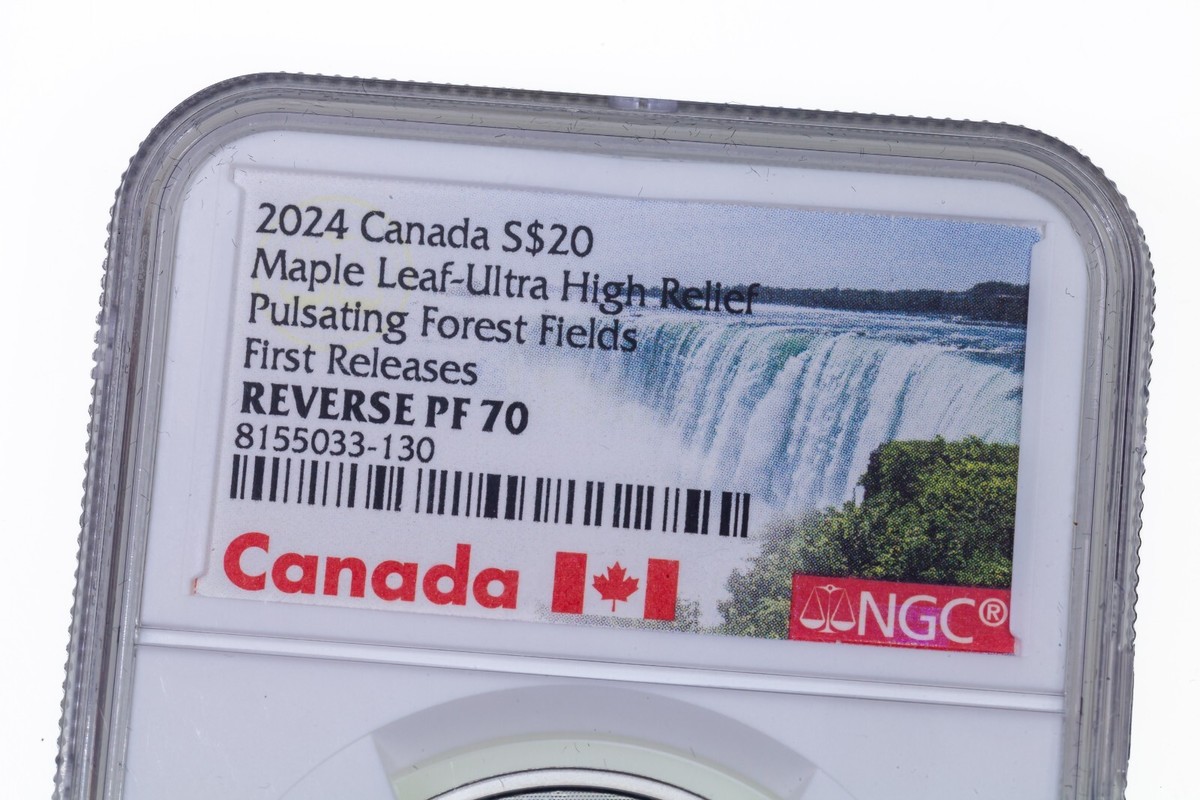 2024 Canada S$20
Maple Leaf-Ultra High Relief
Pulsating Forest Fields
First Releases
REVERSE PF 70
8155033-130
Canada
NGC®